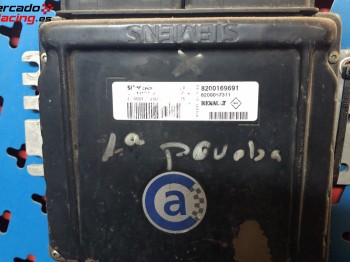 mercado
Racing.es
SIEMENS
8200169691
8200017311
RENAULT
La Prueba
a